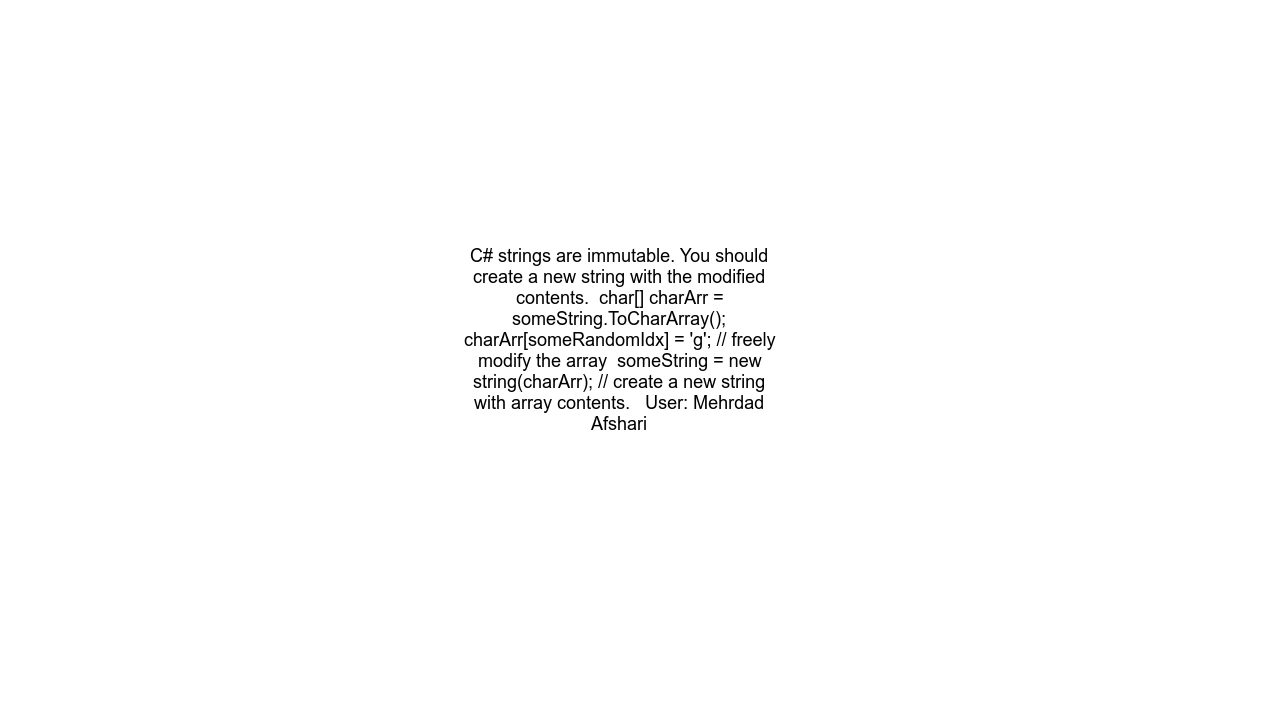 C# strings are immutable. You should
create a new string with the modified
contents.  char[] charArr =
someString.ToCharArray();
charArr[someRandomIdx] = 'g'; // freely
modify the array  someString = new
string(charArr); // create a new string
with array contents.   User: Mehrdad
Afshari